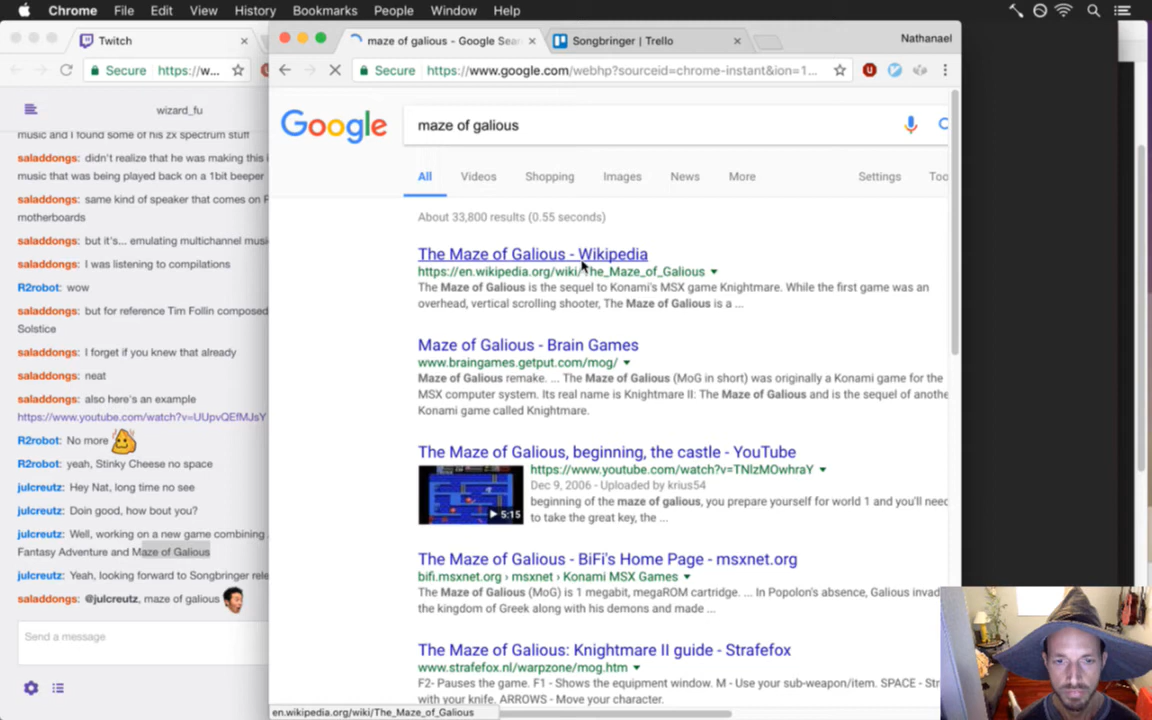 Chrome File Edit View History Bookmarks People Window Help
Twitch
maze of galious - Google Sear
Songbringer | Trello
Nathanael
Secure https://w...
Secure https://www.google.com/webhp?sourceid=chrome-instant&ion=1...
wizard_fu
music and I found some of his zx spectrum stuff
saladdongs: didn't realize that he was making this
music that was being played back on a 1bit beeper
saladdongs: same kind of speaker that comes on
motherboards
saladdongs: but it's... emulating multichannel
saladdongs: I was listening to compilations
R2robot: wow
saladdongs: but for reference Tim Follin composed
Solstice
saladdongs: I forget if you knew that already
saladdongs: neat
saladdongs: also here's an example
https://www.youtube.com/watch?v=UUpvQEfMJsY
R2robot: No more
R2robot: yeah, Stinky Cheese no space
julcreutz: Hey Nat, long time no see
julcreutz: Doin good, how bout you?
julcreutz: Well, working on a new game combining
Fantasy Adventure and Maze of Galious
julcreutz: Yeah, looking forward to Songbringer rele
saladdongs: @julcreutz, maze of galious
Send a message
Google
maze of galious
All Videos Shopping Images News More Settings Too
About 33,800 results (0.55 seconds)
The Maze of Galious - Wikipedia
https://en.wikipedia.org/wiki/The_Maze_of_Galious
The Maze of Galious is the sequel to Konami's MSX game Knightmare. While the first game was an
overhead, vertical scrolling shooter, The Maze of Galious is a ...
Maze of Galious - Brain Games
www.braingames.getput.com/mog/
Maze of Galious remake. ... The Maze of Galious (MoG in short) was originally a Konami game for the
MSX computer system. Its real name is Knightmare II: The Maze of Galious and is the sequel of anothe
Konami game called Knightmare.
The Maze of Galious, beginning, the castle - YouTube
https://www.youtube.com/watch?v=TNlzMOwhraY
Dec 9, 2006 - Uploaded by krius54
beginning of the maze of galious, you prepare yourself for world 1 and you'll need
to take the great key, the ...
5:15
The Maze of Galious - BiFi's Home Page - msxnet.org
bifi.msxnet.org › msxnet › Konami MSX Games
The Maze of Galious (MoG) is 1 megabit, megaROM cartridge. ... In Popolon's absence, Galious invad
the kingdom of Greek along with his demons and made ...
The Maze of Galious: Knightmare II guide - Strafefox
www.strafefox.nl/warpzone/mog.htm
F2- Pauses the game. F1 - Shows the equipment window. M - Use your sub-weapon/item. SPACE - Str
with your knife. ARROWS - Move your character.
en.wikipedia.org/wiki/The_Maze_of_Galious